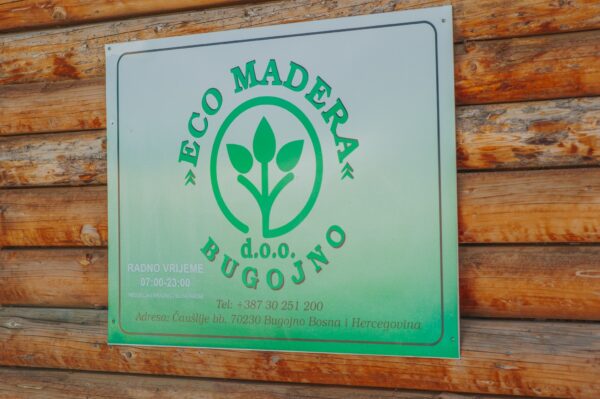 «ECO MADERA»
d.o.o.
BUGOJNO
RADNO VRIJEME
07:00-23:00
Tel: +387 30 251 200
Adresa: Čaušlije bb, 70230 Bugojno Bosna i Hercegovina